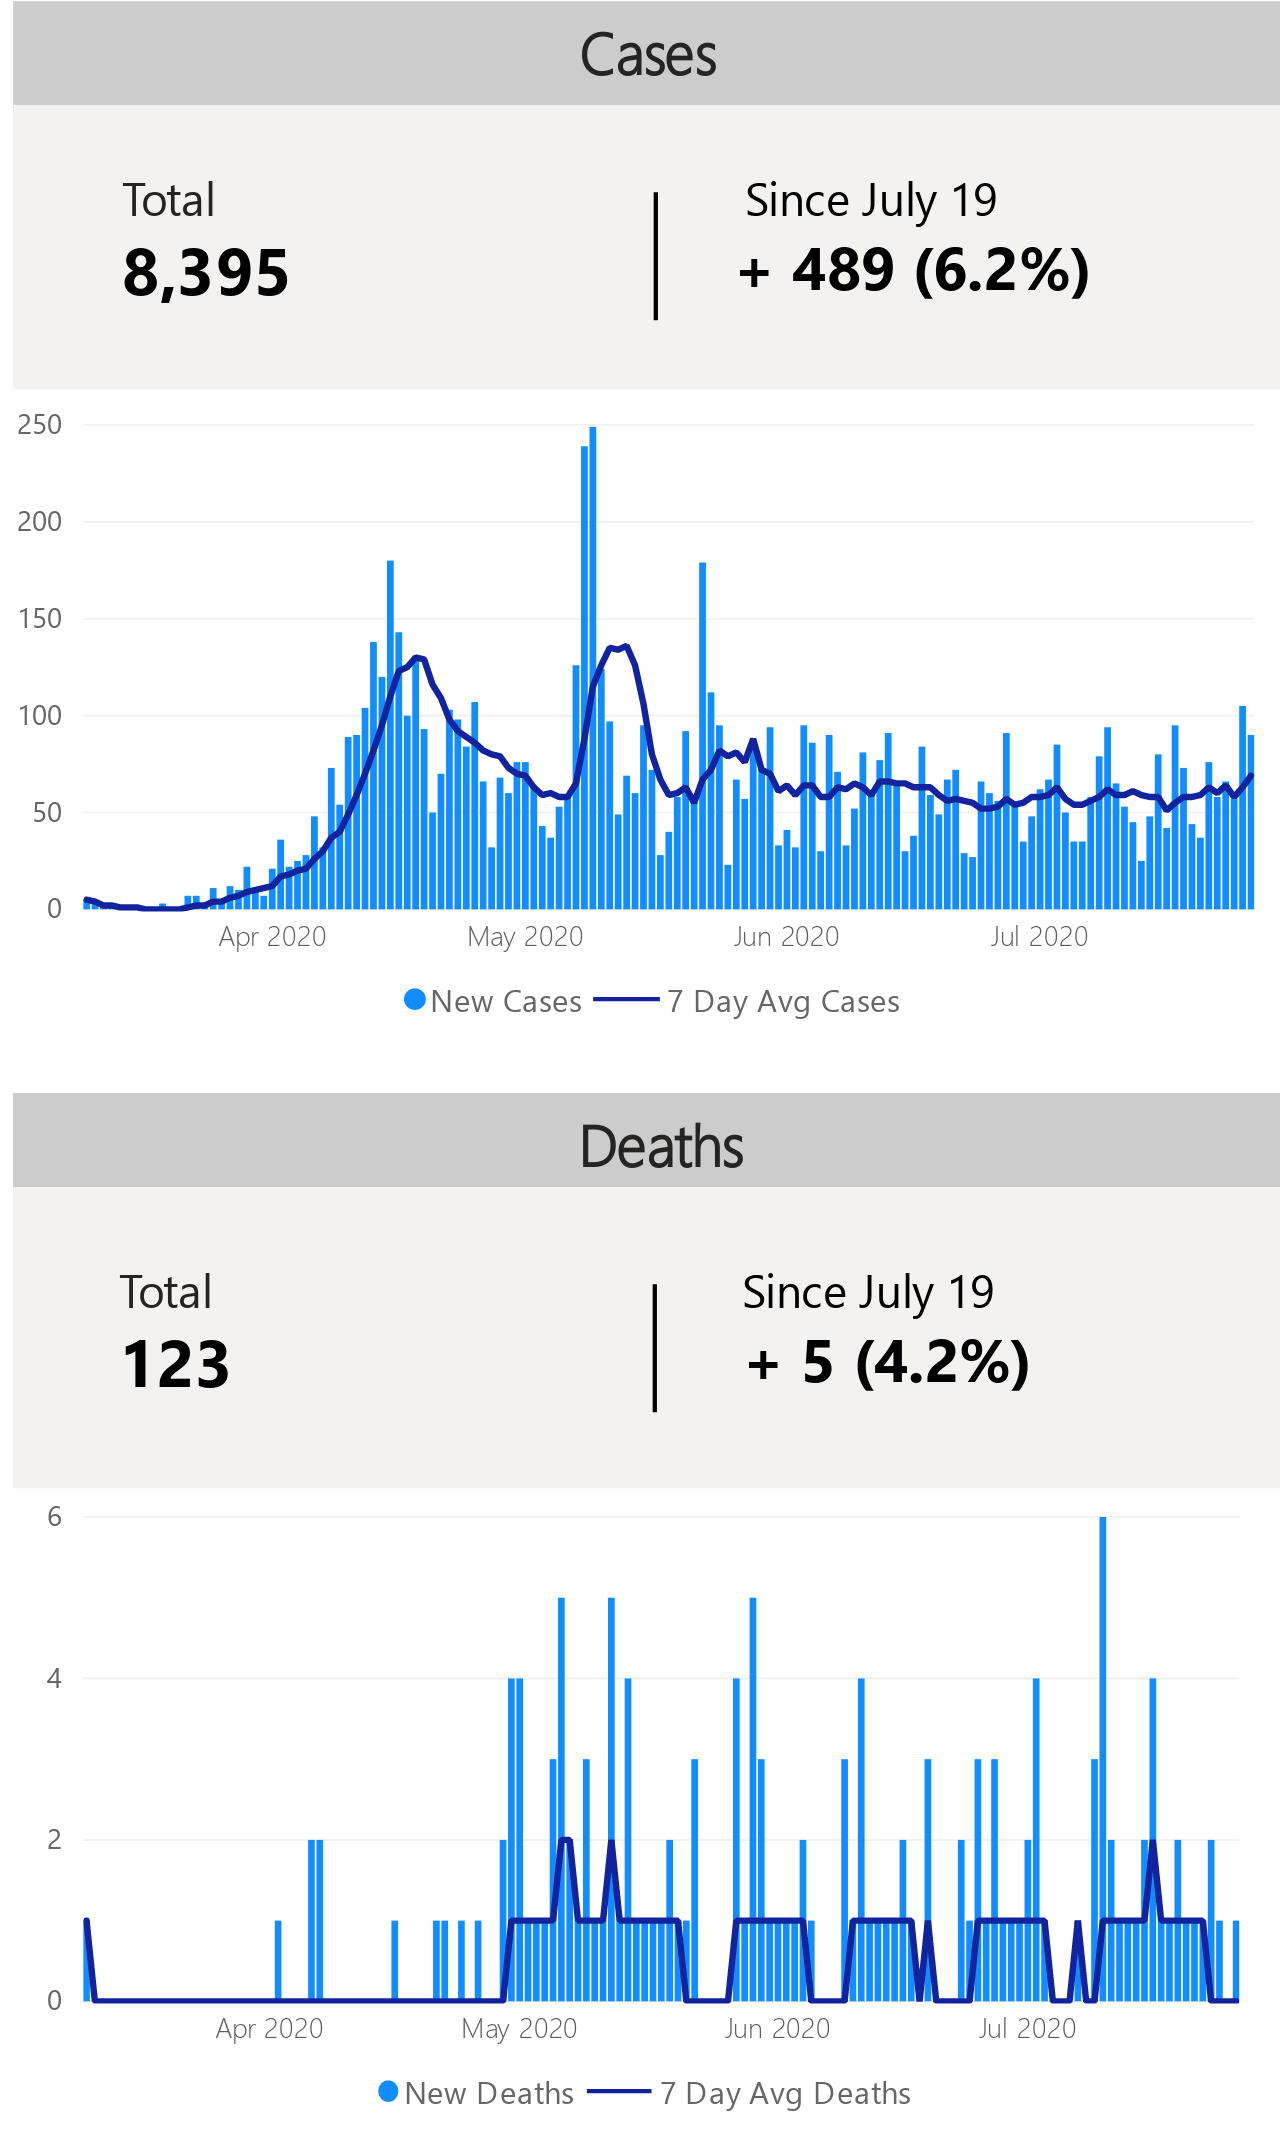 Cases
Total
8,395
Since July 19
+ 489 (6.2%)
250
200
150
100
50
0
Apr 2020 May 2020 Jun 2020 Jul 2020
New Cases 7 Day Avg Cases
Deaths
Total
123
Since July 19
+ 5 (4.2%)
6
4
2
0
Apr 2020 May 2020 Jun 2020 Jul 2020
New Deaths 7 Day Avg Deaths